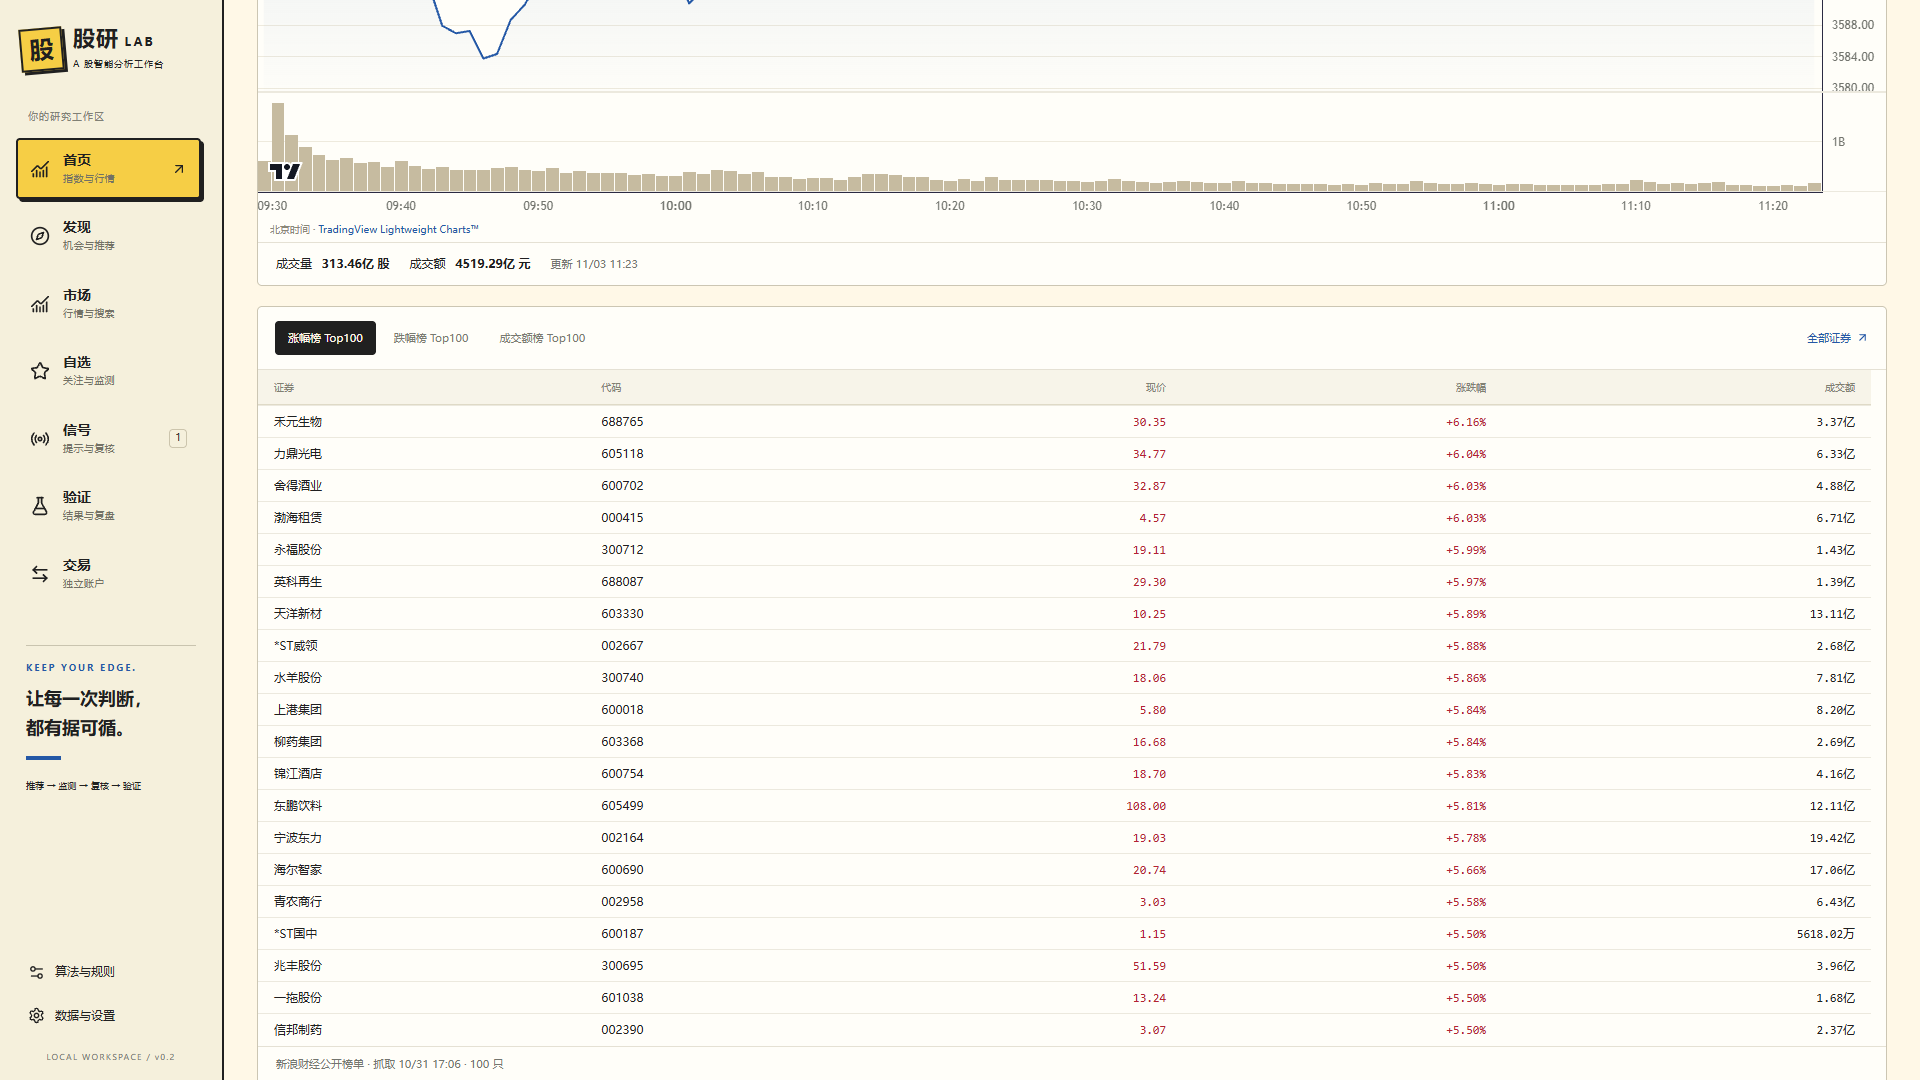 股
股研 LAB
A 股智能分析工作台
你的研究工作区
首页
指数与行情
发现
机会与推荐
市场
行情与搜索
自选
关注与监测
信号
提示与复核
1
验证
结果与复盘
交易
独立账户
KEEP YOUR EDGE.
让每一次判断,
都有据可循。
推荐 → 监测 → 复核 → 验证
算法与规则
数据与设置
LOCAL WORKSPACE / v0.2
3588.00
3584.00
3580.00
1B
09:30 09:40 09:50 10:00 10:10 10:20 10:30 10:40 10:50 11:00 11:10 11:20
北京时间 · TradingView Lightweight Charts™
成交量 313.46亿 股 成交额 4519.29亿 元 更新 11/03 11:23
涨幅榜 Top100 跌幅榜 Top100 成交额榜 Top100 全部证券
证券 代码 现价 涨跌幅 成交额
禾元生物 688765 30.35 +6.16% 3.37亿
力鼎光电 605118 34.77 +6.04% 6.33亿
舍得酒业 600702 32.87 +6.03% 4.88亿
渤海租赁 000415 4.57 +6.03% 6.71亿
永福股份 300712 19.11 +5.99% 1.43亿
英科再生 688087 29.30 +5.97% 1.39亿
天洋新材 603330 10.25 +5.89% 13.11亿
*ST威领 002667 21.79 +5.88% 2.68亿
水羊股份 300740 18.06 +5.86% 7.81亿
上港集团 600018 5.80 +5.84% 8.20亿
柳药集团 603368 16.68 +5.84% 2.69亿
锦江酒店 600754 18.70 +5.83% 4.16亿
东鹏饮料 605499 108.00 +5.81% 12.11亿
宁波东力 002164 19.03 +5.78% 19.42亿
海尔智家 600690 20.74 +5.66% 17.06亿
青农商行 002958 3.03 +5.58% 6.43亿
*ST国中 600187 1.15 +5.50% 5618.02万
兆丰股份 300695 51.59 +5.50% 3.96亿
一拖股份 601038 13.24 +5.50% 1.68亿
信邦制药 002390 3.07 +5.50% 2.37亿
新浪财经公开榜单 · 抓取 10/31 17:06 · 100 只